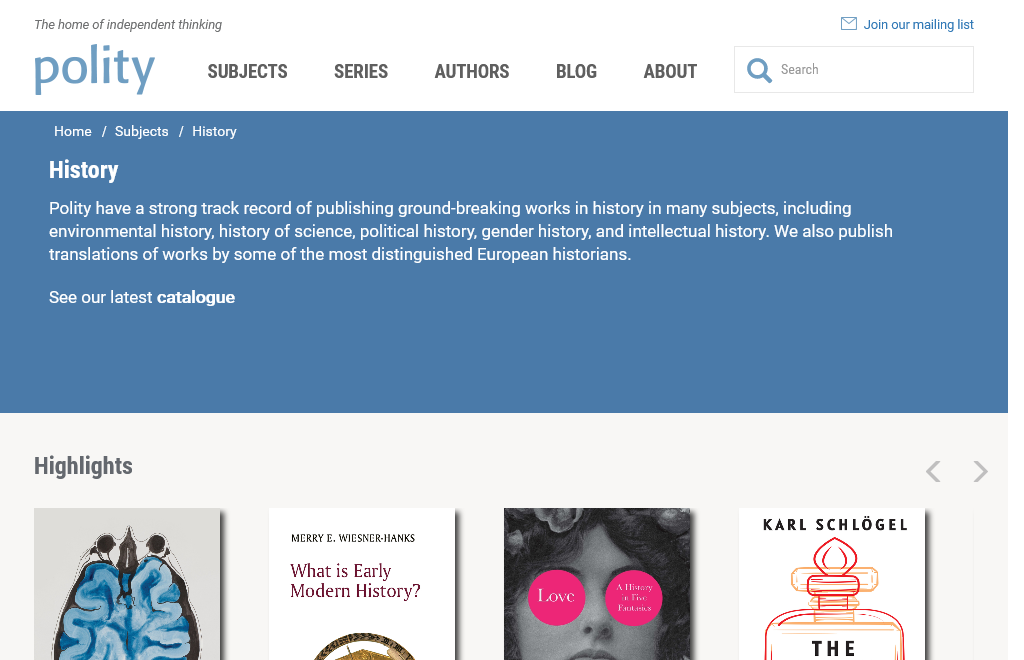 The home of independent thinking
Join our mailing list
polity
SUBJECTS SERIES AUTHORS BLOG ABOUT
Search
Home / Subjects / History
History
Polity have a strong track record of publishing ground-breaking works in history in many subjects, including
environmental history, history of science, political history, gender history, and intellectual history. We also publish
translations of works by some of the most distinguished European historians.
See our latest catalogue
Highlights
MERRY E. WIESNER-HANKS
What is Early
Modern History?
Love
A History
in Five
Fantasies
KARL SCHLÖGEL
THE